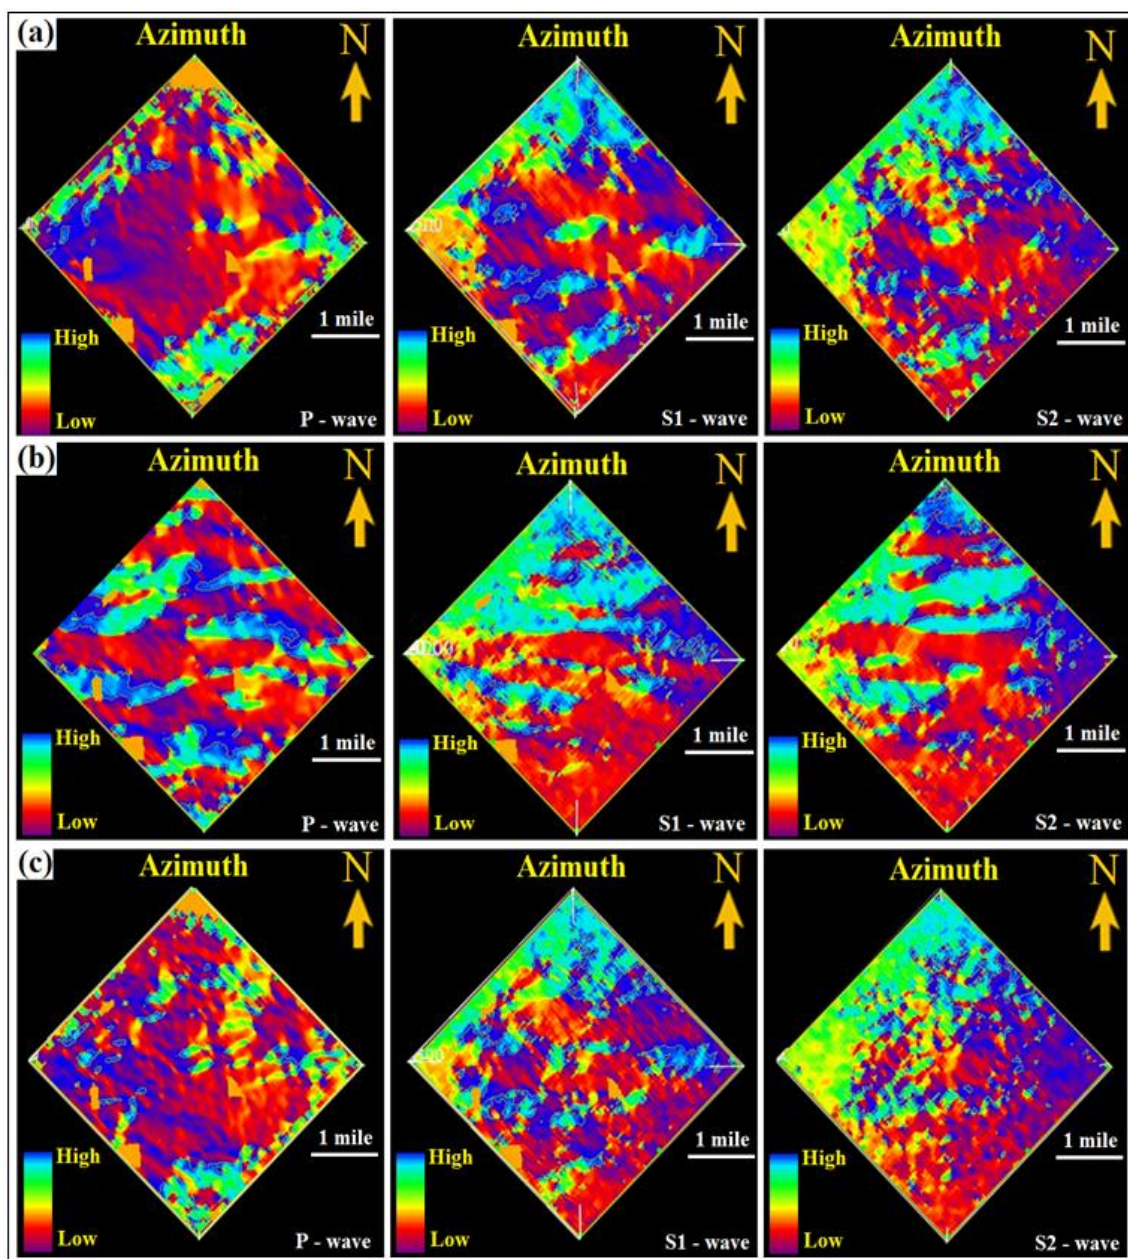 (a)
Azimuth
N
High
Low
1 mile
P - wave
Azimuth
N
High
Low
1 mile
S1 - wave
Azimuth
N
High
Low
1 mile
S2 - wave
(b)
Azimuth
N
High
Low
1 mile
P - wave
Azimuth
N
High
Low
1 mile
S1 - wave
Azimuth
N
High
Low
1 mile
S2 - wave
(c)
Azimuth
N
High
Low
1 mile
P - wave
Azimuth
N
High
Low
1 mile
S1 - wave
Azimuth
N
High
Low
1 mile
S2 - wave